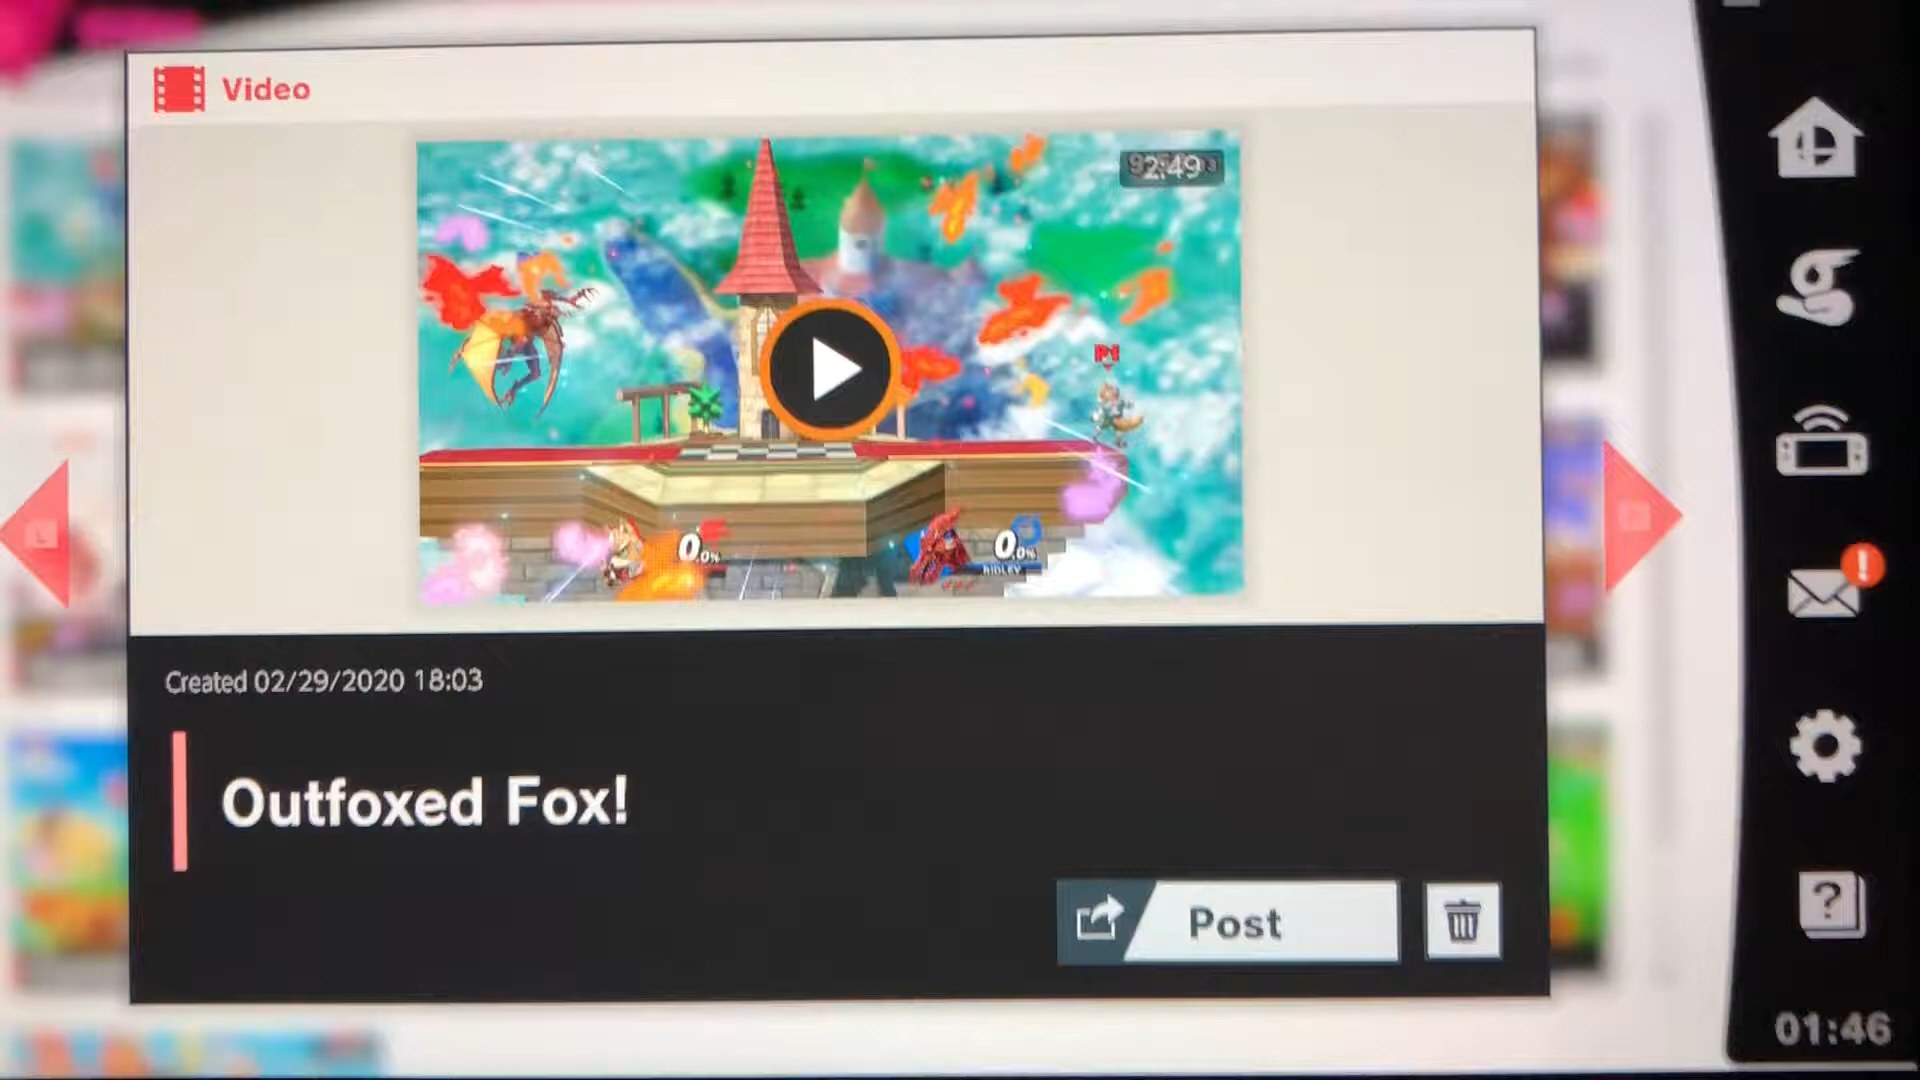 Video
2:49
P1
0.0%
0.0%
RIDLEY
Created 02/29/2020 18:03
Outfoxed Fox!
Post
01:46